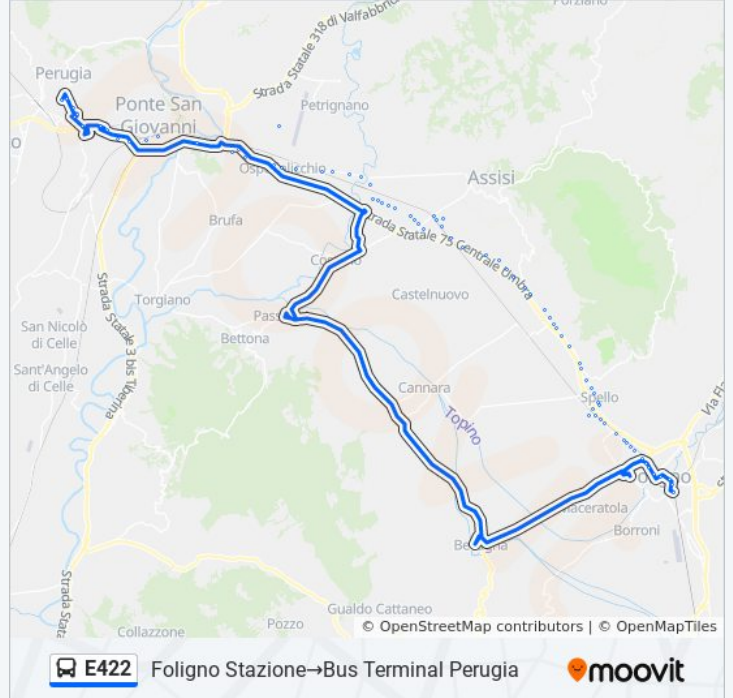 Porziano
Strada Statale 318 di Valfabbrica
Perugia
Ponte San
Giovanni
Petrignano
Assisi
Brufa
Strada Statale 75 Centrale Umbra
Castelnuovo
Torgiano
San Nicolò
di Celle
Bettona
Sant'Angelo
di Celle
Strada Statale 3 bis Tiberina
Cannara
Spello
Topino
Borroni
Gualdo Cattaneo
Collazzone
Pozzo
© OpenStreetMap contributors | © OpenMapTiles
E422 Foligno Stazione→Bus Terminal Perugia moovit